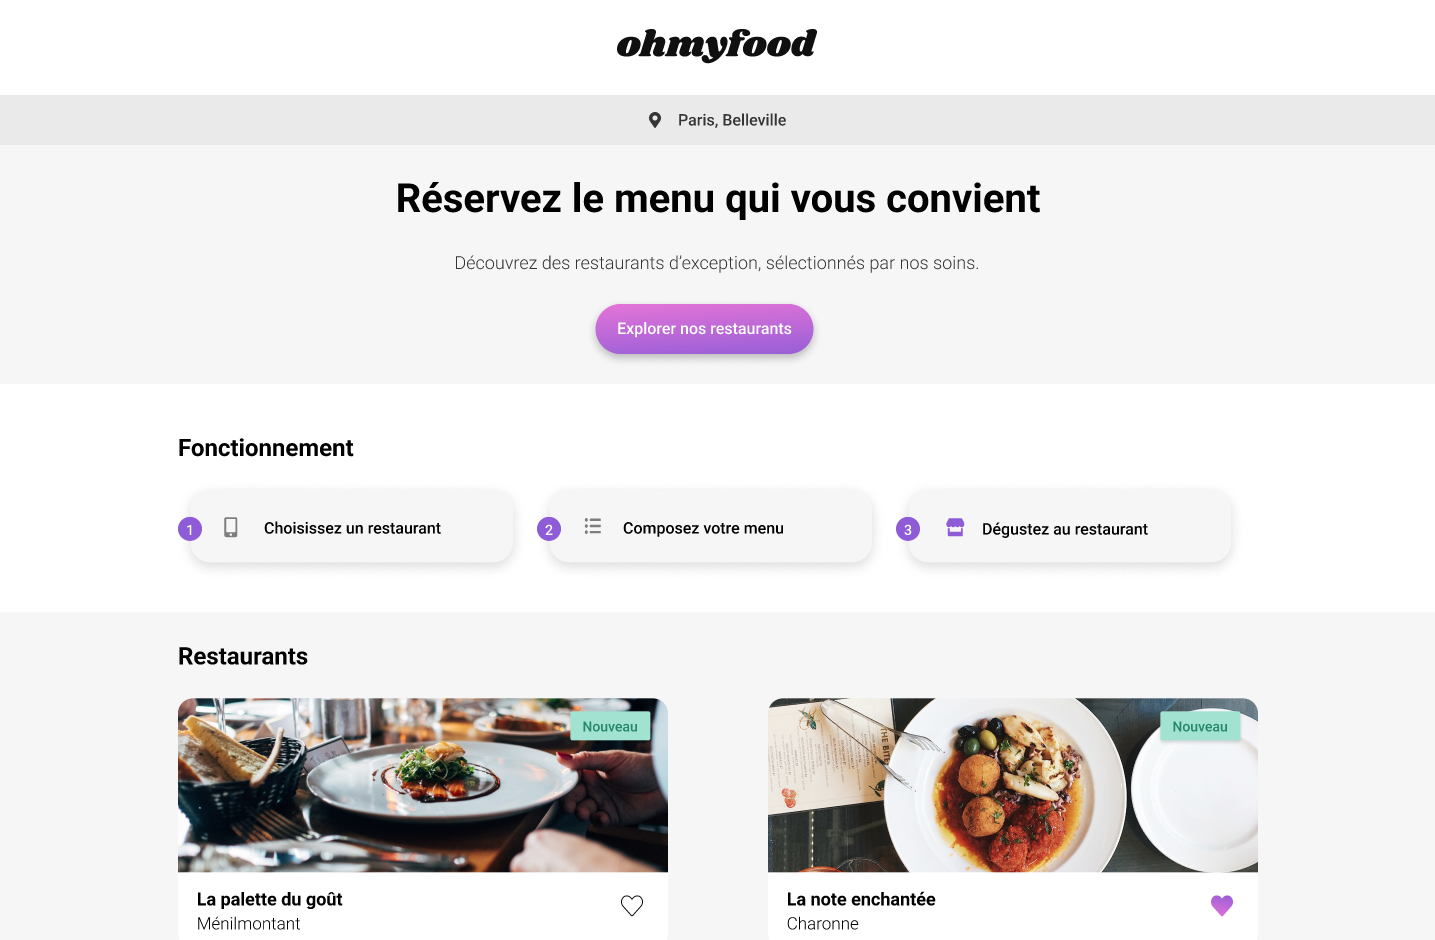 ohmyfood
Paris, Belleville
Réservez le menu qui vous convient
Découvrez des restaurants d’exception, sélectionnés par nos soins.
Explorer nos restaurants
Fonctionnement
1 Choisissez un restaurant
2 Composez votre menu
3 Dégustez au restaurant
Restaurants
Nouveau
Nouveau
La palette du goût
Ménilmontant
La note enchantée
Charonne